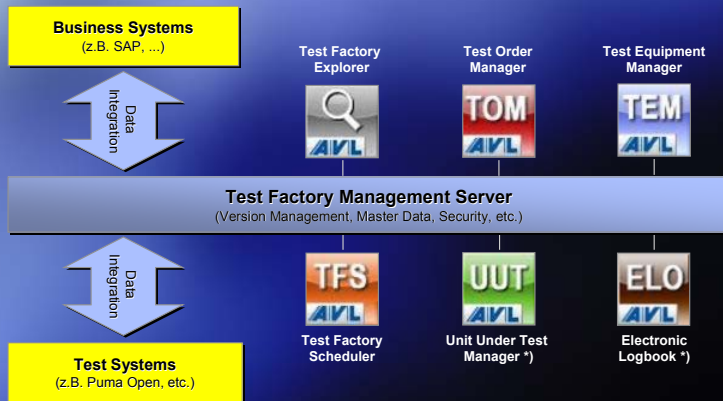 Business Systems
(z.B. SAP, ...)
Data
Integration
Test Factory
Explorer
Test Order
Manager
Test Equipment
Manager
AVL
TOM
AVL
TEM
AVL
Test Factory Management Server
(Version Management, Master Data, Security, etc.)
Data
Integration
TFS
AVL
UUT
AVL
ELO
AVL
Test Factory
Scheduler
Unit Under Test
Manager *)
Electronic
Logbook *)
Test Systems
(z.B. Puma Open, etc.)